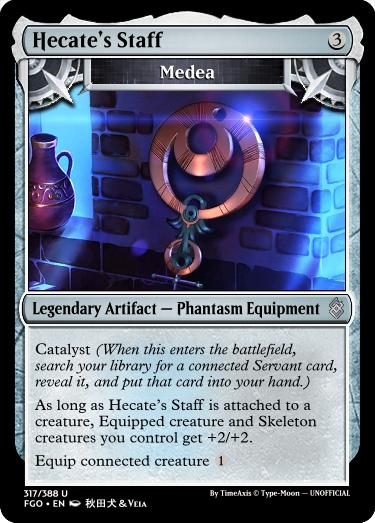 Hecate's Staff 3
Medea
Legendary Artifact — Phantasm Equipment
Catalyst (When this enters the battlefield,
search your library for a connected Servant card,
reveal it, and put that card into your hand.)
As long as Hecate's Staff is attached to a
creature, Equipped creature and Skeleton
creatures you control get +2/+2.
Equip connected creature 1
317/388 U
FGO • EN 秋田犬 & Veia
By TimeAxis © Type-Moon — UNOFFICIAL